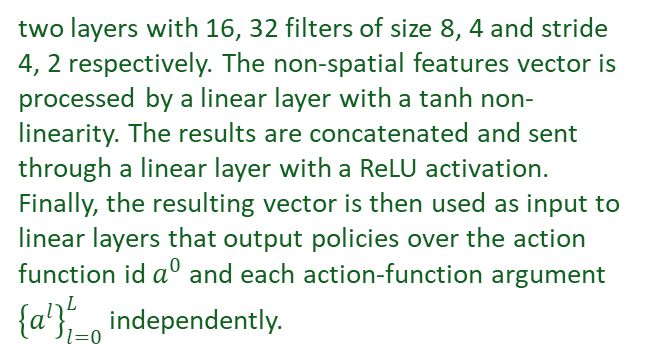 two layers with 16, 32 filters of size 8, 4 and stride
4, 2 respectively. The non-spatial features vector is
processed by a linear layer with a tanh non-
linearity. The results are concatenated and sent
through a linear layer with a ReLU activation.
Finally, the resulting vector is then used as input to
linear layers that output policies over the action
function id $a^0$ and each action-function argument
$\{a^l\}_{l=0}^{L}$ independently.